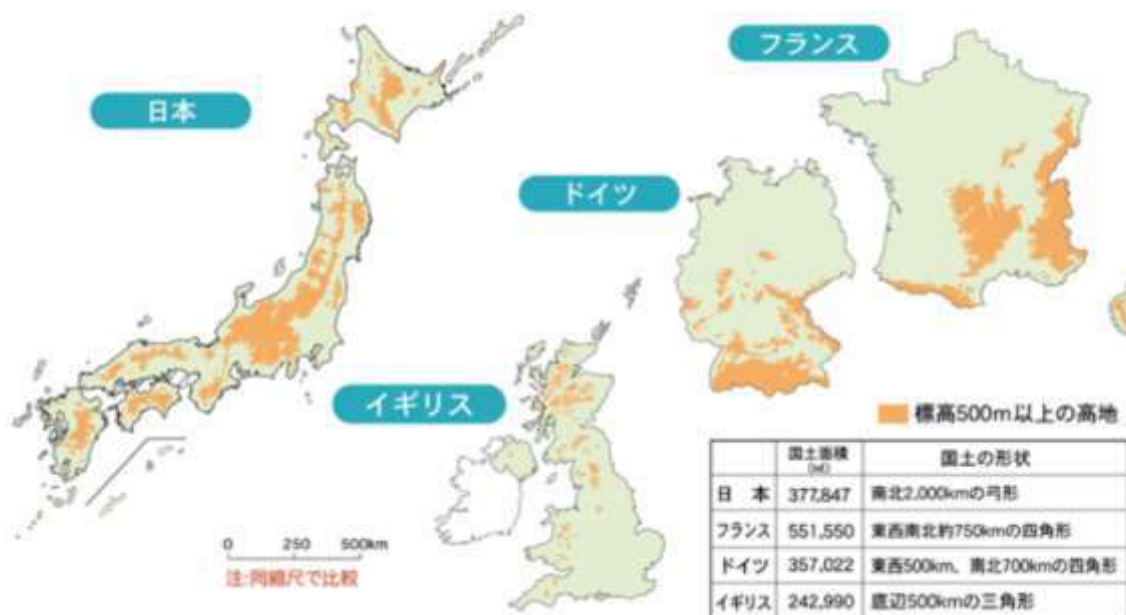 日本
フランス
ドイツ
イギリス
標高500m以上の高地
0 250 500km
注:同縮尺で比較
国土面積 国土の形状
(㎢)
日 本 377,847 南北2,000kmの弓形
フランス 551,550 東西南北約750kmの四角形
ドイツ 357,022 東西500km、南北700kmの四角形
イギリス 242,990 底辺500kmの三角形